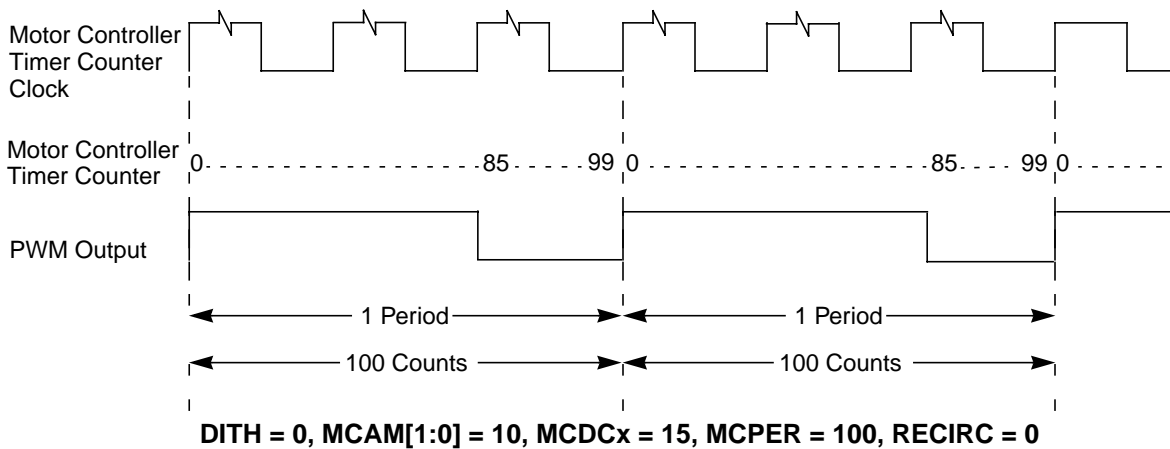 Motor Controller
Timer Counter
Clock
Motor Controller
Timer Counter
0 85 99 0 85 99 0
PWM Output
1 Period 1 Period
100 Counts 100 Counts
DITH = 0, MCAM[1:0] = 10, MCDCx = 15, MCPER = 100, RECIRC = 0